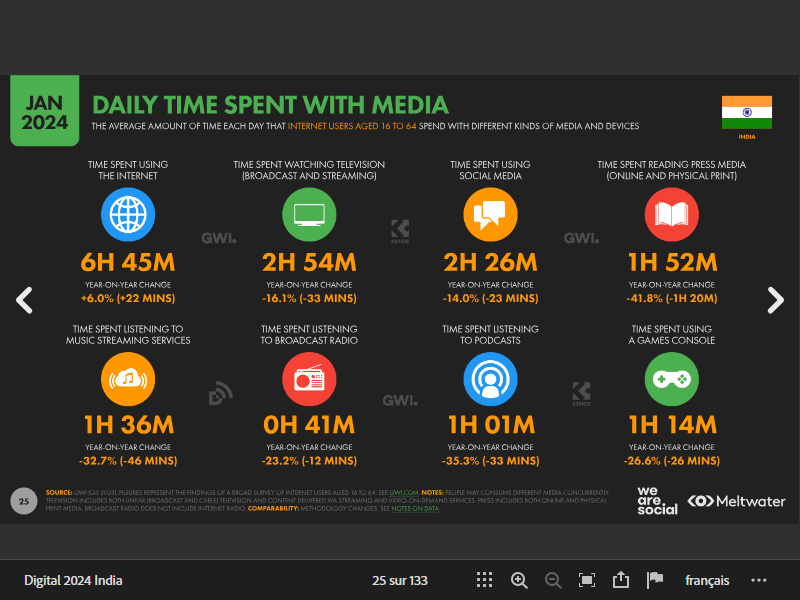 JAN
2024
DAILY TIME SPENT WITH MEDIA
THE AVERAGE AMOUNT OF TIME EACH DAY THAT INTERNET USERS AGED 16 TO 64 SPEND WITH DIFFERENT KINDS OF MEDIA AND DEVICES
INDIA
TIME SPENT USING
THE INTERNET
TIME SPENT WATCHING TELEVISION
(BROADCAST AND STREAMING)
TIME SPENT USING
SOCIAL MEDIA
TIME SPENT READING PRESS MEDIA
(ONLINE AND PHYSICAL PRINT)
GWI.
KEPIOS
GWI.
6H 45M
2H 54M
2H 26M
1H 52M
YEAR-ON-YEAR CHANGE
YEAR-ON-YEAR CHANGE
YEAR-ON-YEAR CHANGE
YEAR-ON-YEAR CHANGE
+6.0% (+22 MINS)
-16.1% (-33 MINS)
-14.0% (-23 MINS)
-41.8% (-1H 20M)
TIME SPENT LISTENING TO
MUSIC STREAMING SERVICES
TIME SPENT LISTENING
TO BROADCAST RADIO
TIME SPENT LISTENING
TO PODCASTS
TIME SPENT USING
A GAMES CONSOLE
GWI.
KEPIOS
1H 36M
0H 41M
1H 01M
1H 14M
YEAR-ON-YEAR CHANGE
YEAR-ON-YEAR CHANGE
YEAR-ON-YEAR CHANGE
YEAR-ON-YEAR CHANGE
-32.7% (-46 MINS)
-23.2% (-12 MINS)
-35.3% (-33 MINS)
-26.6% (-26 MINS)
25
SOURCE: GWI (Q3 2023). FIGURES REPRESENT THE FINDINGS OF A BROAD SURVEY OF INTERNET USERS AGED 16 TO 64. SEE GWI.COM. NOTES: PEOPLE MAY CONSUME DIFFERENT MEDIA CONCURRENTLY.
TELEVISION INCLUDES BOTH LINEAR (BROADCAST AND CABLE) TELEVISION AND CONTENT DELIVERED VIA STREAMING AND VIDEO-ON-DEMAND SERVICES. PRESS INCLUDES BOTH ONLINE AND PHYSICAL
PRINT MEDIA. BROADCAST RADIO DOES NOT INCLUDE INTERNET RADIO. COMPARABILITY: METHODOLOGY CHANGES. SEE NOTES ON DATA.
we
are.
social
Meltwater
Digital 2024 India
25 sur 133
français